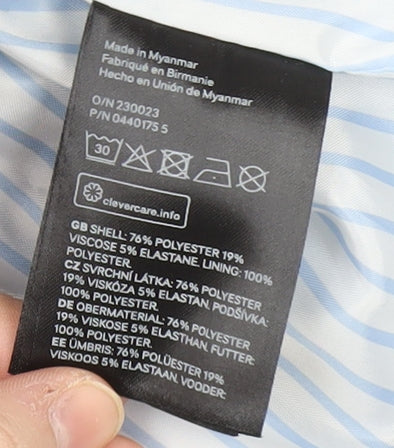 Made in Myanmar
Fabriqué en Birmanie
Hecho en Unión de Myanmar
O/N 230023
P/N 0440175 5
30
clevercare.info
GB SHELL: 76% POLYESTER 19%
VISCOSE 5% ELASTANE. LINING: 100%
POLYESTER.
CZ SVRCHNÍ LÁTKA: 76% POLYESTER
19% VISKÓZA 5% ELASTAN. PODŠÍVKA:
100% POLYESTER.
DE OBERMATERIAL: 76% POLYESTER
19% VISKOSE 5% ELASTHAN. FUTTER:
100% POLYESTER.
EE ÜMBRIS: 76% POLÜESTER 19%
VISKOOS 5% ELASTAAN. VOODER: